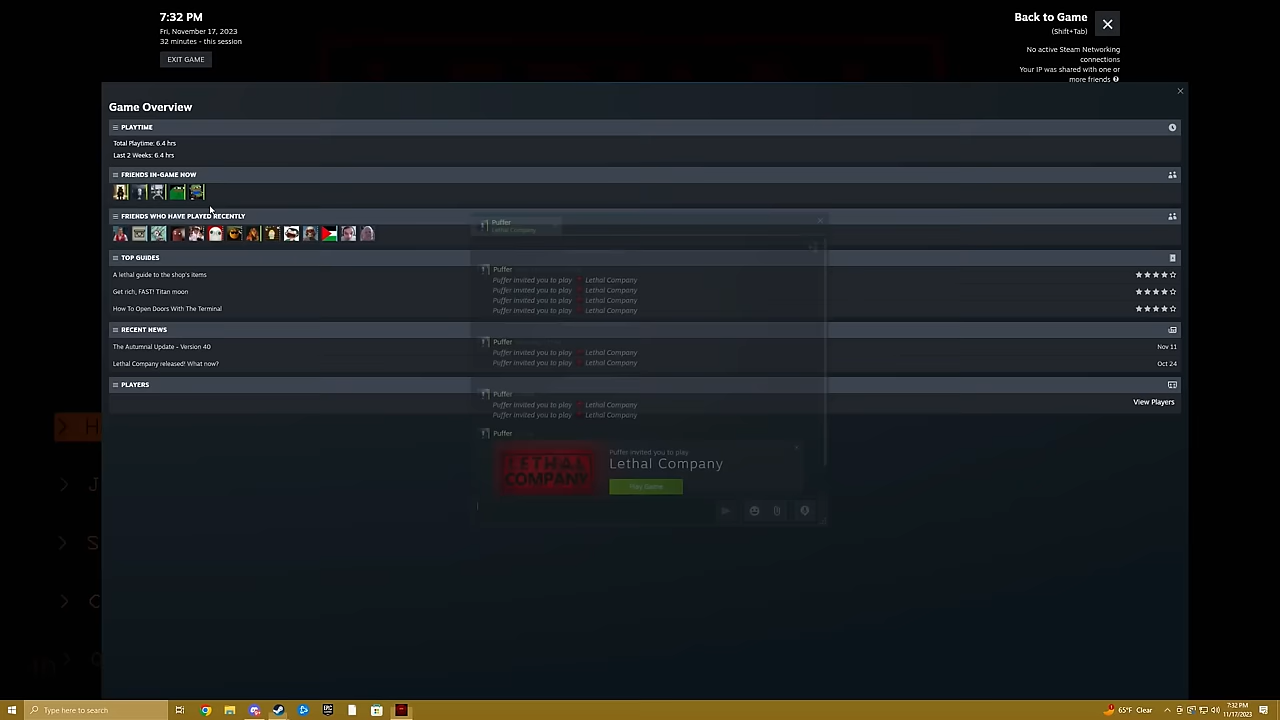 7:32 PM
Fri, November 17, 2023
32 minutes - this session
EXIT GAME
Back to Game
(Shift+Tab)
No active Steam Networking
connections
Your IP was shared with one or
more friends
Game Overview
PLAYTIME
Total Playtime: 6.4 hrs
Last 2 Weeks: 6.4 hrs
FRIENDS IN-GAME NOW
FRIENDS WHO HAVE PLAYED RECENTLY
TOP GUIDES
A lethal guide to the shop's items
Get rich, FAST! Titan moon
How To Open Doors With The Terminal
RECENT NEWS
The Autumnal Update - Version 40
Nov 11
Lethal Company released! What now?
Oct 24
PLAYERS
View Players
Puffer
Lethal Company
Puffer
Puffer invited you to play Lethal Company
Puffer invited you to play Lethal Company
Puffer invited you to play Lethal Company
Puffer invited you to play Lethal Company
Puffer
Puffer invited you to play Lethal Company
Puffer invited you to play Lethal Company
Puffer
Puffer invited you to play Lethal Company
Puffer invited you to play Lethal Company
Puffer
LETHAL
COMPANY
Puffer invited you to play
Lethal Company
Play Game
> H
> J
> S
> C
> Q
Type here to search
65°F Clear
7:32 PM
11/17/2023